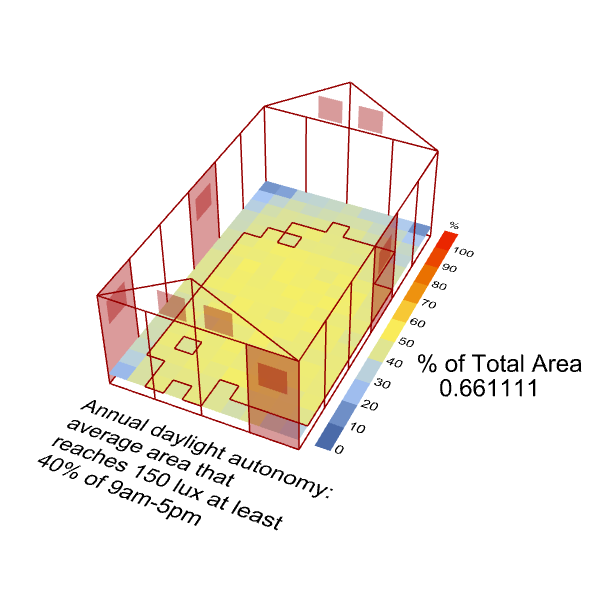 %
100
90
80
70
60
50
40
30
20
10
0
% of Total Area
0.661111
Annual daylight autonomy:
average area that
reaches 150 lux at least
40% of 9am-5pm